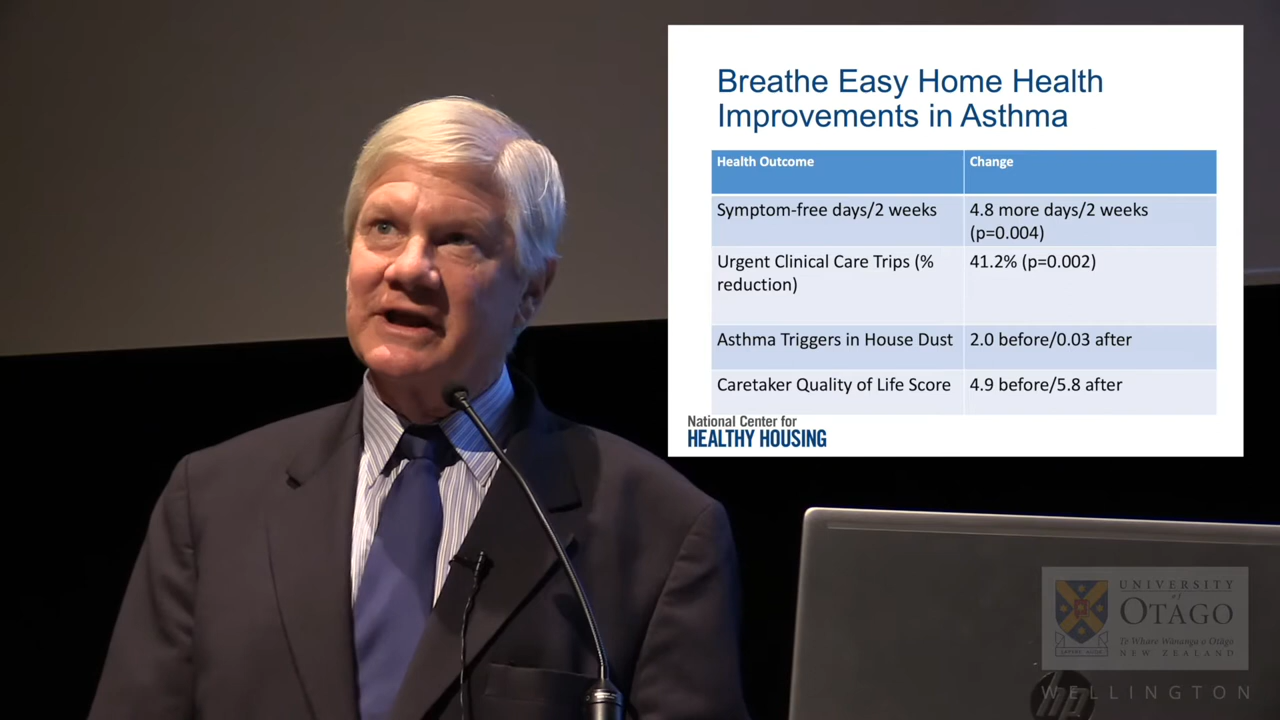 Breathe Easy Home Health
Improvements in Asthma
Health Outcome
Change
Symptom-free days/2 weeks
4.8 more days/2 weeks
(p=0.004)
Urgent Clinical Care Trips (%
reduction)
41.2% (p=0.002)
Asthma Triggers in House Dust
2.0 before/0.03 after
Caretaker Quality of Life Score
4.9 before/5.8 after
National Center for
HEALTHY HOUSING
UNIVERSITY
of
OTAGO
Te Whare Wānanga o Otāgo
NEW ZEALAND
WELLINGTON
hp